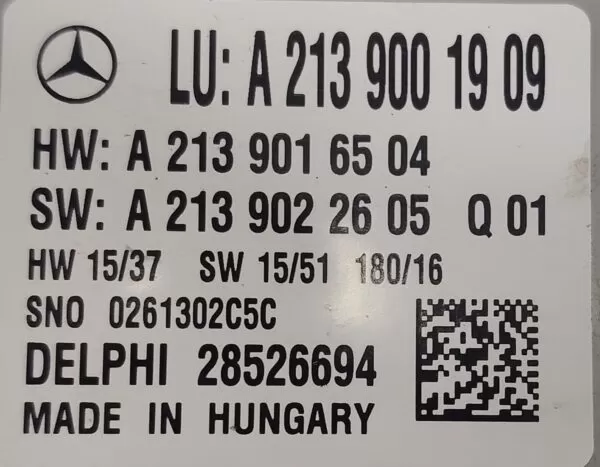 LU: A 213 900 19 09
HW: A 213 901 65 04
SW: A 213 902 26 05 Q 01
HW 15/37 SW 15/51 180/16
SNO 0261302C5C
DELPHI 28526694
MADE IN HUNGARY